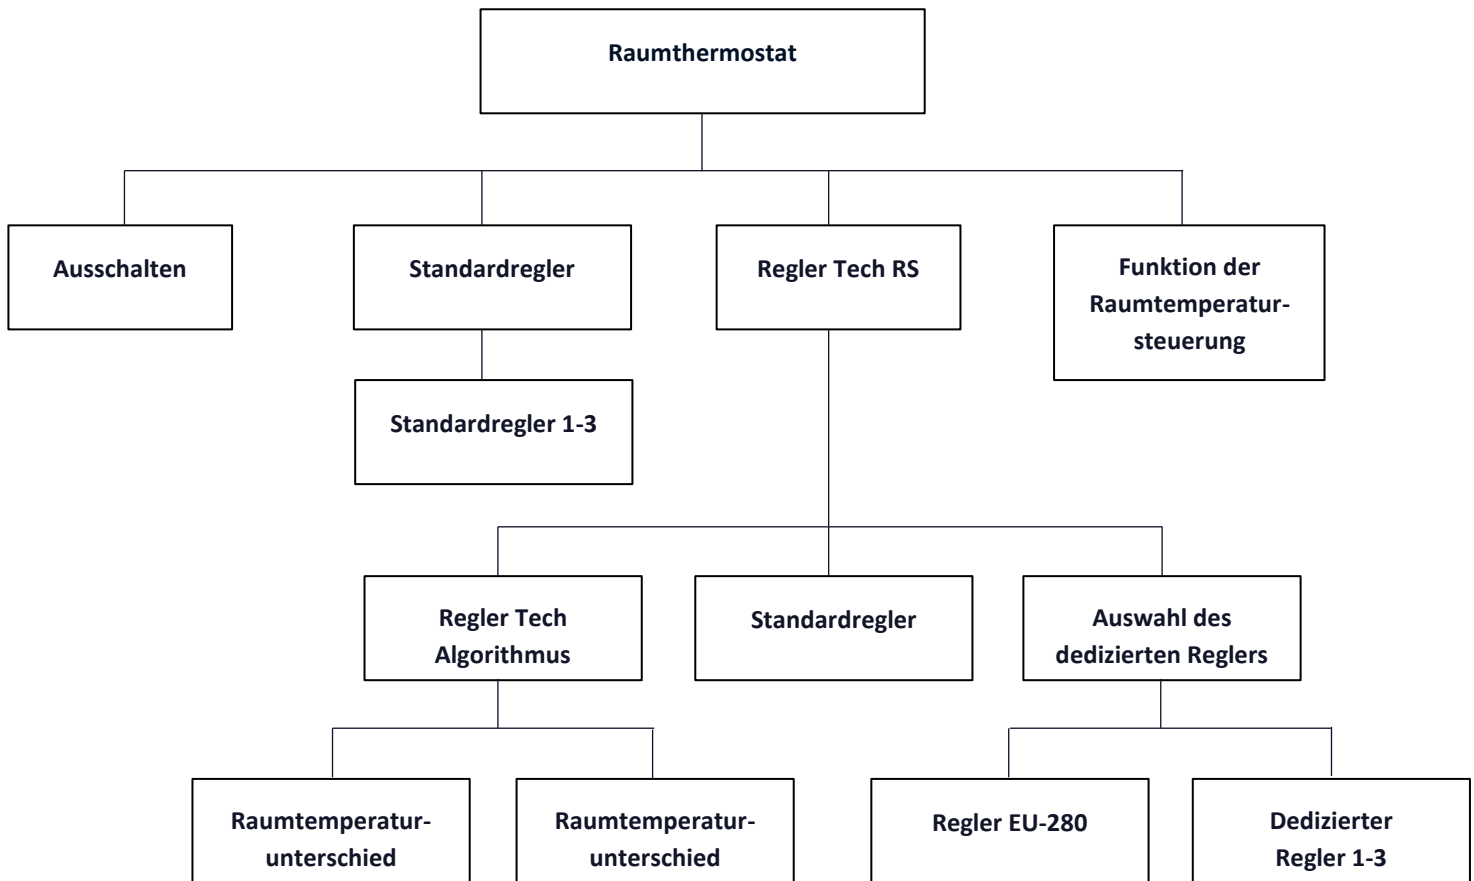 Raumthermostat
Ausschalten
Standardregler
Regler Tech RS
Funktion der
Raumtemperatur-
steuerung
Standardregler 1-3
Regler Tech
Algorithmus
Standardregler
Auswahl des
dedizierten Reglers
Raumtemperatur-
unterschied
Raumtemperatur-
unterschied
Regler EU-280
Dedizierter
Regler 1-3